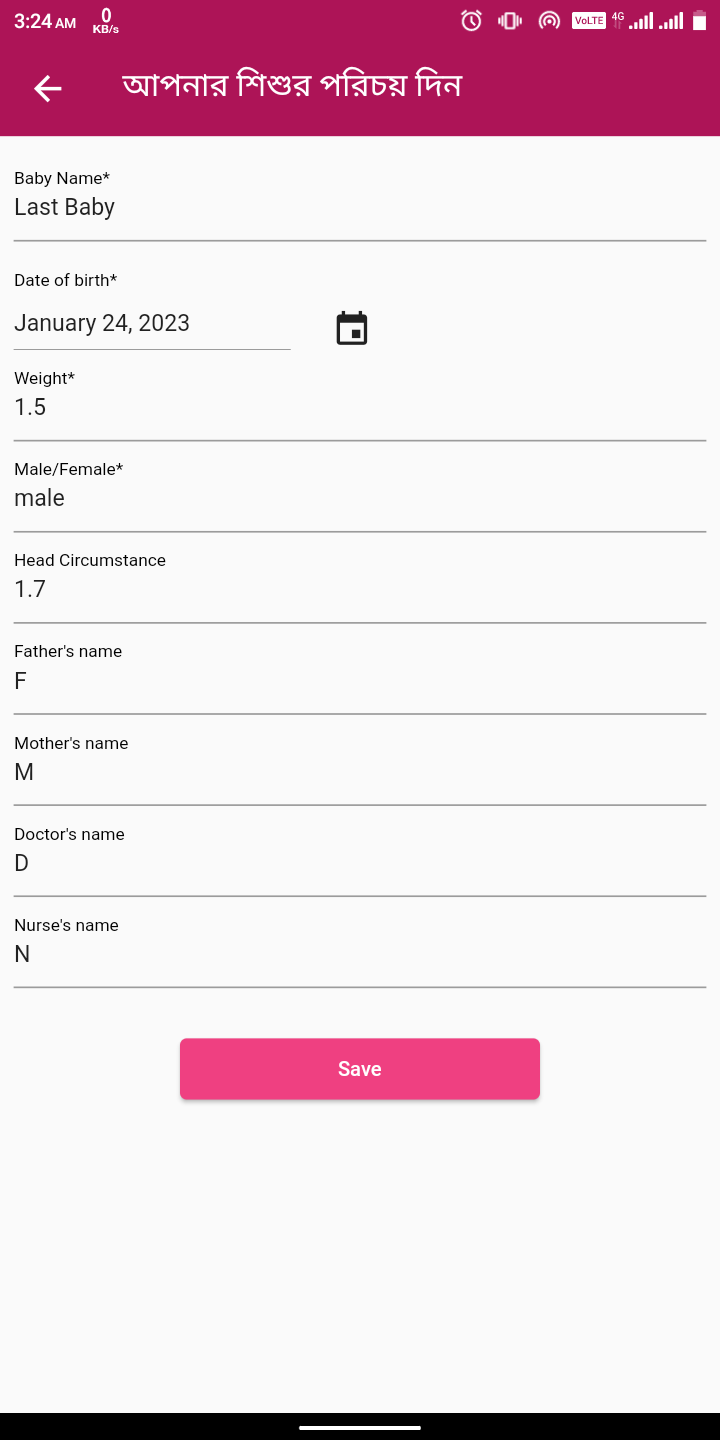 3:24 AM 0 KB/s VoLTE 4G
আপনার শিশুর পরিচয় দিন
Baby Name*
Last Baby
Date of birth*
January 24, 2023
Weight*
1.5
Male/Female*
male
Head Circumstance
1.7
Father's name
F
Mother's name
M
Doctor's name
D
Nurse's name
N
Save